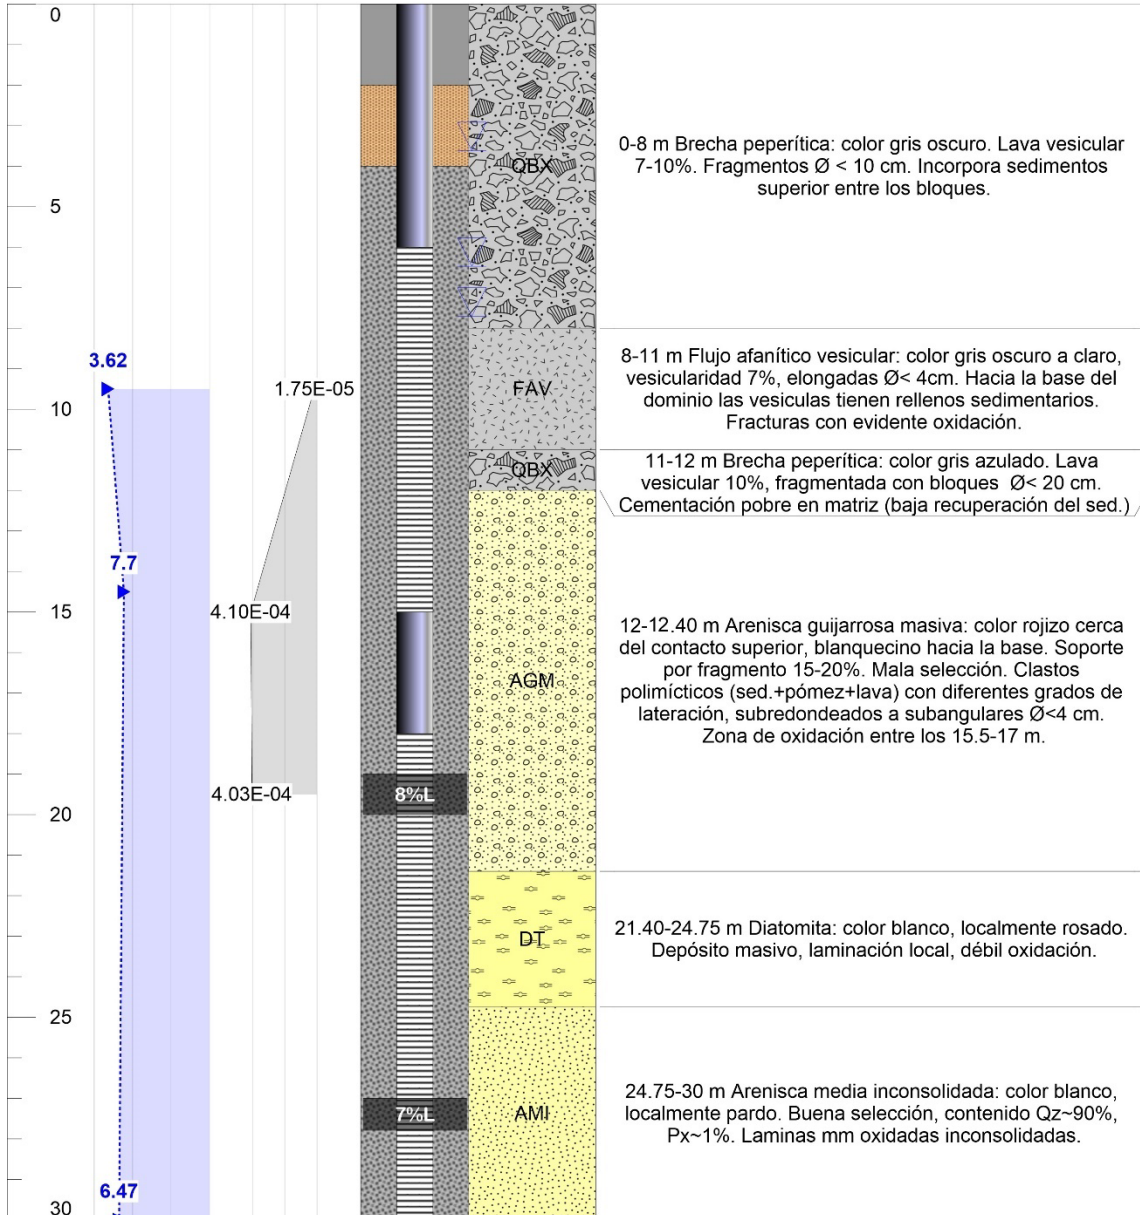 0
5
10
15
20
25
30
3.62
7.7
6.47
1.75E-05
4.10E-04
4.03E-04
8%L
7%L
QBX
FAV
QBX
AGM
DT
AMI
0-8 m Brecha peperítica: color gris oscuro. Lava vesicular
7-10%. Fragmentos Ø < 10 cm. Incorpora sedimentos
superior entre los bloques.
8-11 m Flujo afanítico vesicular: color gris oscuro a claro,
vesicularidad 7%, elongadas Ø< 4cm. Hacia la base del
dominio las vesiculas tienen rellenos sedimentarios.
Fracturas con evidente oxidación.
11-12 m Brecha peperítica: color gris azulado. Lava
vesicular 10%, fragmentada con bloques Ø< 20 cm.
Cementación pobre en matriz (baja recuperación del sed.)
12-12.40 m Arenisca guijarrosa masiva: color rojizo cerca
del contacto superior, blanquecino hacia la base. Soporte
por fragmento 15-20%. Mala selección. Clastos
polimícticos (sed.+pómez+lava) con diferentes grados de
lateración, subredondeados a subangulares Ø<4 cm.
Zona de oxidación entre los 15.5-17 m.
21.40-24.75 m Diatomita: color blanco, localmente rosado.
Depósito masivo, laminación local, débil oxidación.
24.75-30 m Arenisca media inconsolidada: color blanco,
localmente pardo. Buena selección, contenido Qz~90%,
Px~1%. Laminas mm oxidadas inconsolidadas.